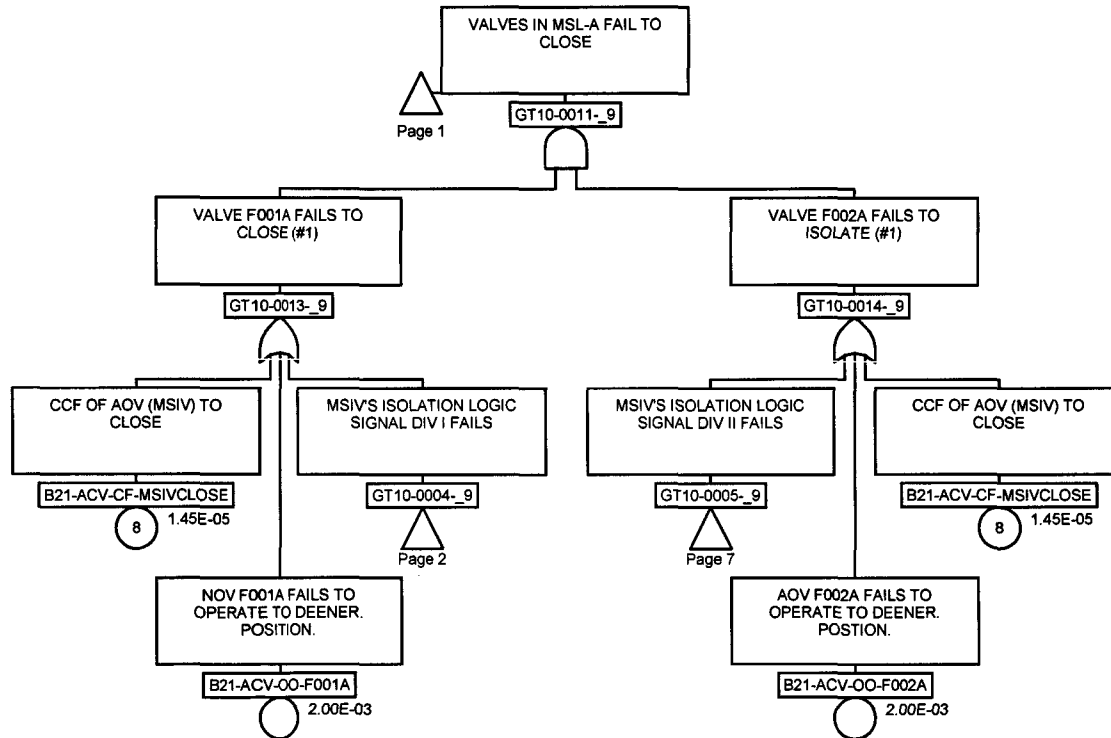 VALVES IN MSL-A FAIL TO
CLOSE
Page 1
GT10-0011-_9
VALVE F001A FAILS TO
CLOSE (#1)
VALVE F002A FAILS TO
ISOLATE (#1)
GT10-0013-_9
GT10-0014-_9
CCF OF AOV (MSIV) TO
CLOSE
MSIV'S ISOLATION LOGIC
SIGNAL DIV I FAILS
MSIV'S ISOLATION LOGIC
SIGNAL DIV II FAILS
CCF OF AOV (MSIV) TO
CLOSE
B21-ACV-CF-MSIVCLOSE
GT10-0004-_9
GT10-0005-_9
B21-ACV-CF-MSIVCLOSE
8
1.45E-05
Page 2
Page 7
8
1.45E-05
NOV F001A FAILS TO
OPERATE TO DEENER.
POSITION.
AOV F002A FAILS TO
OPERATE TO DEENER.
POSTION.
B21-ACV-OO-F001A
B21-ACV-OO-F002A
2.00E-03
2.00E-03